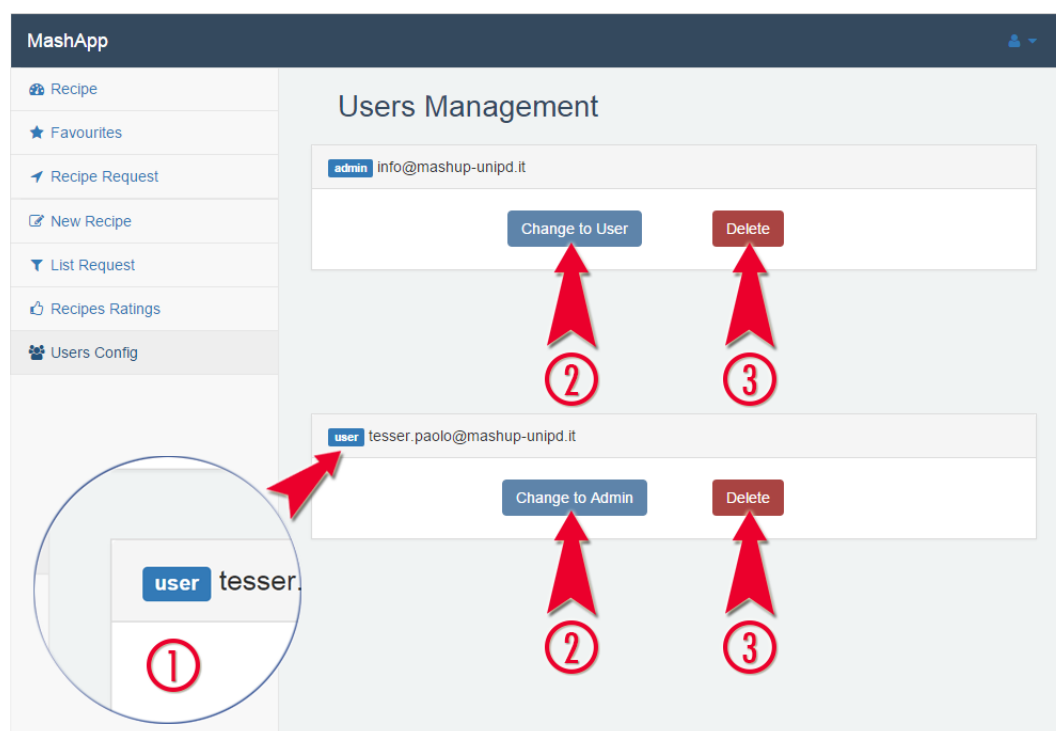 MashApp
Recipe
Favourites
Recipe Request
New Recipe
List Request
Recipes Ratings
Users Config
Users Management
admin info@mashup-unipd.it
Change to User Delete
2 3
user tesser.paolo@mashup-unipd.it
Change to Admin Delete
2 3
user tesser.
1